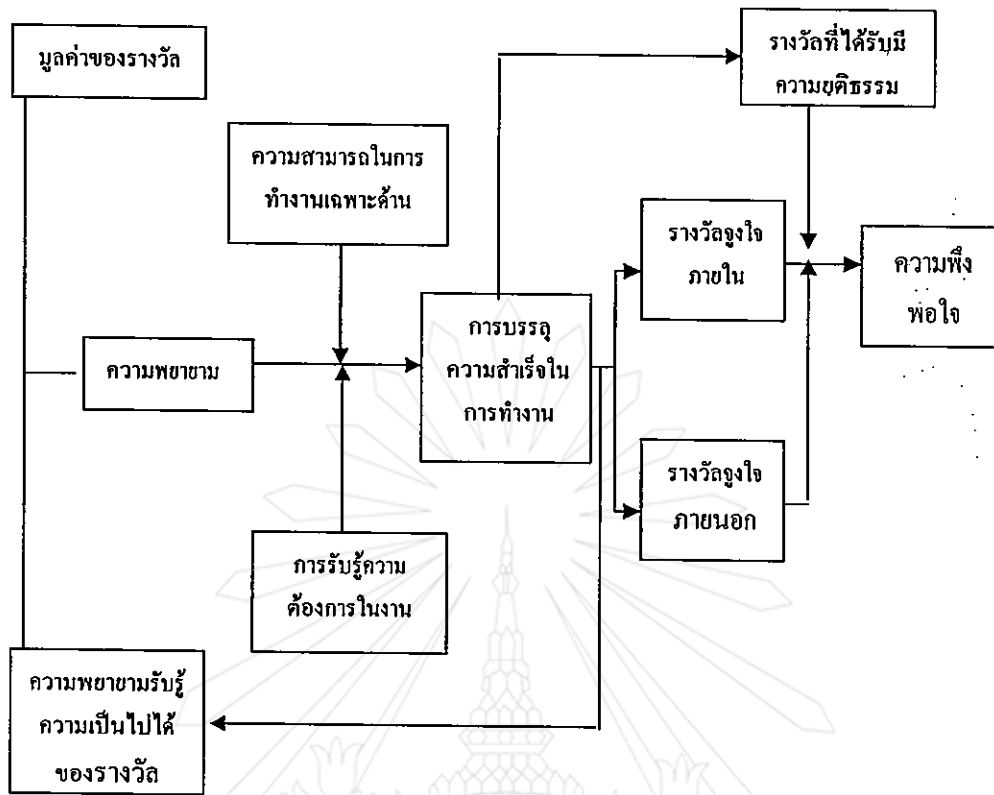 มูลค่าของรางวัล
รางวัลที่ได้รับมี
ความยุติธรรม
ความสามารถในการ
ทำงานเฉพาะด้าน
รางวัลจูงใจ
ภายใน
ความพึง
พอใจ
ความพยายาม
การบรรลุ
ความสำเร็จใน
การทำงาน
รางวัลจูงใจ
ภายนอก
การรับรู้ความ
ต้องการในงาน
ความพยายามรับรู้
ความเป็นไปได้
ของรางวัล